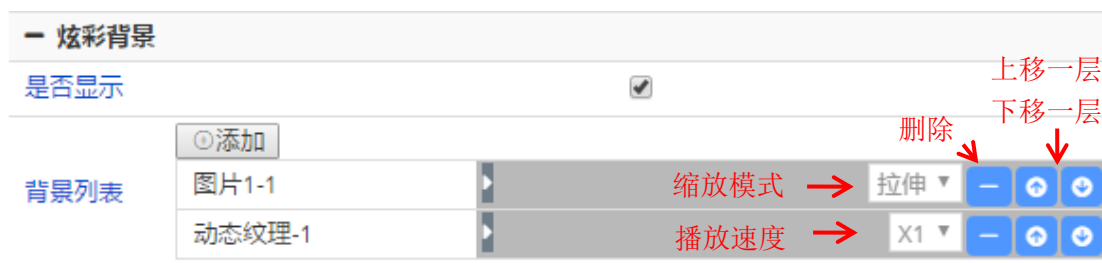 炫彩背景
是否显示
上移一层
下移一层
添加
删除
背景列表
图片1-1
缩放模式
拉伸
动态纹理-1
播放速度
X1